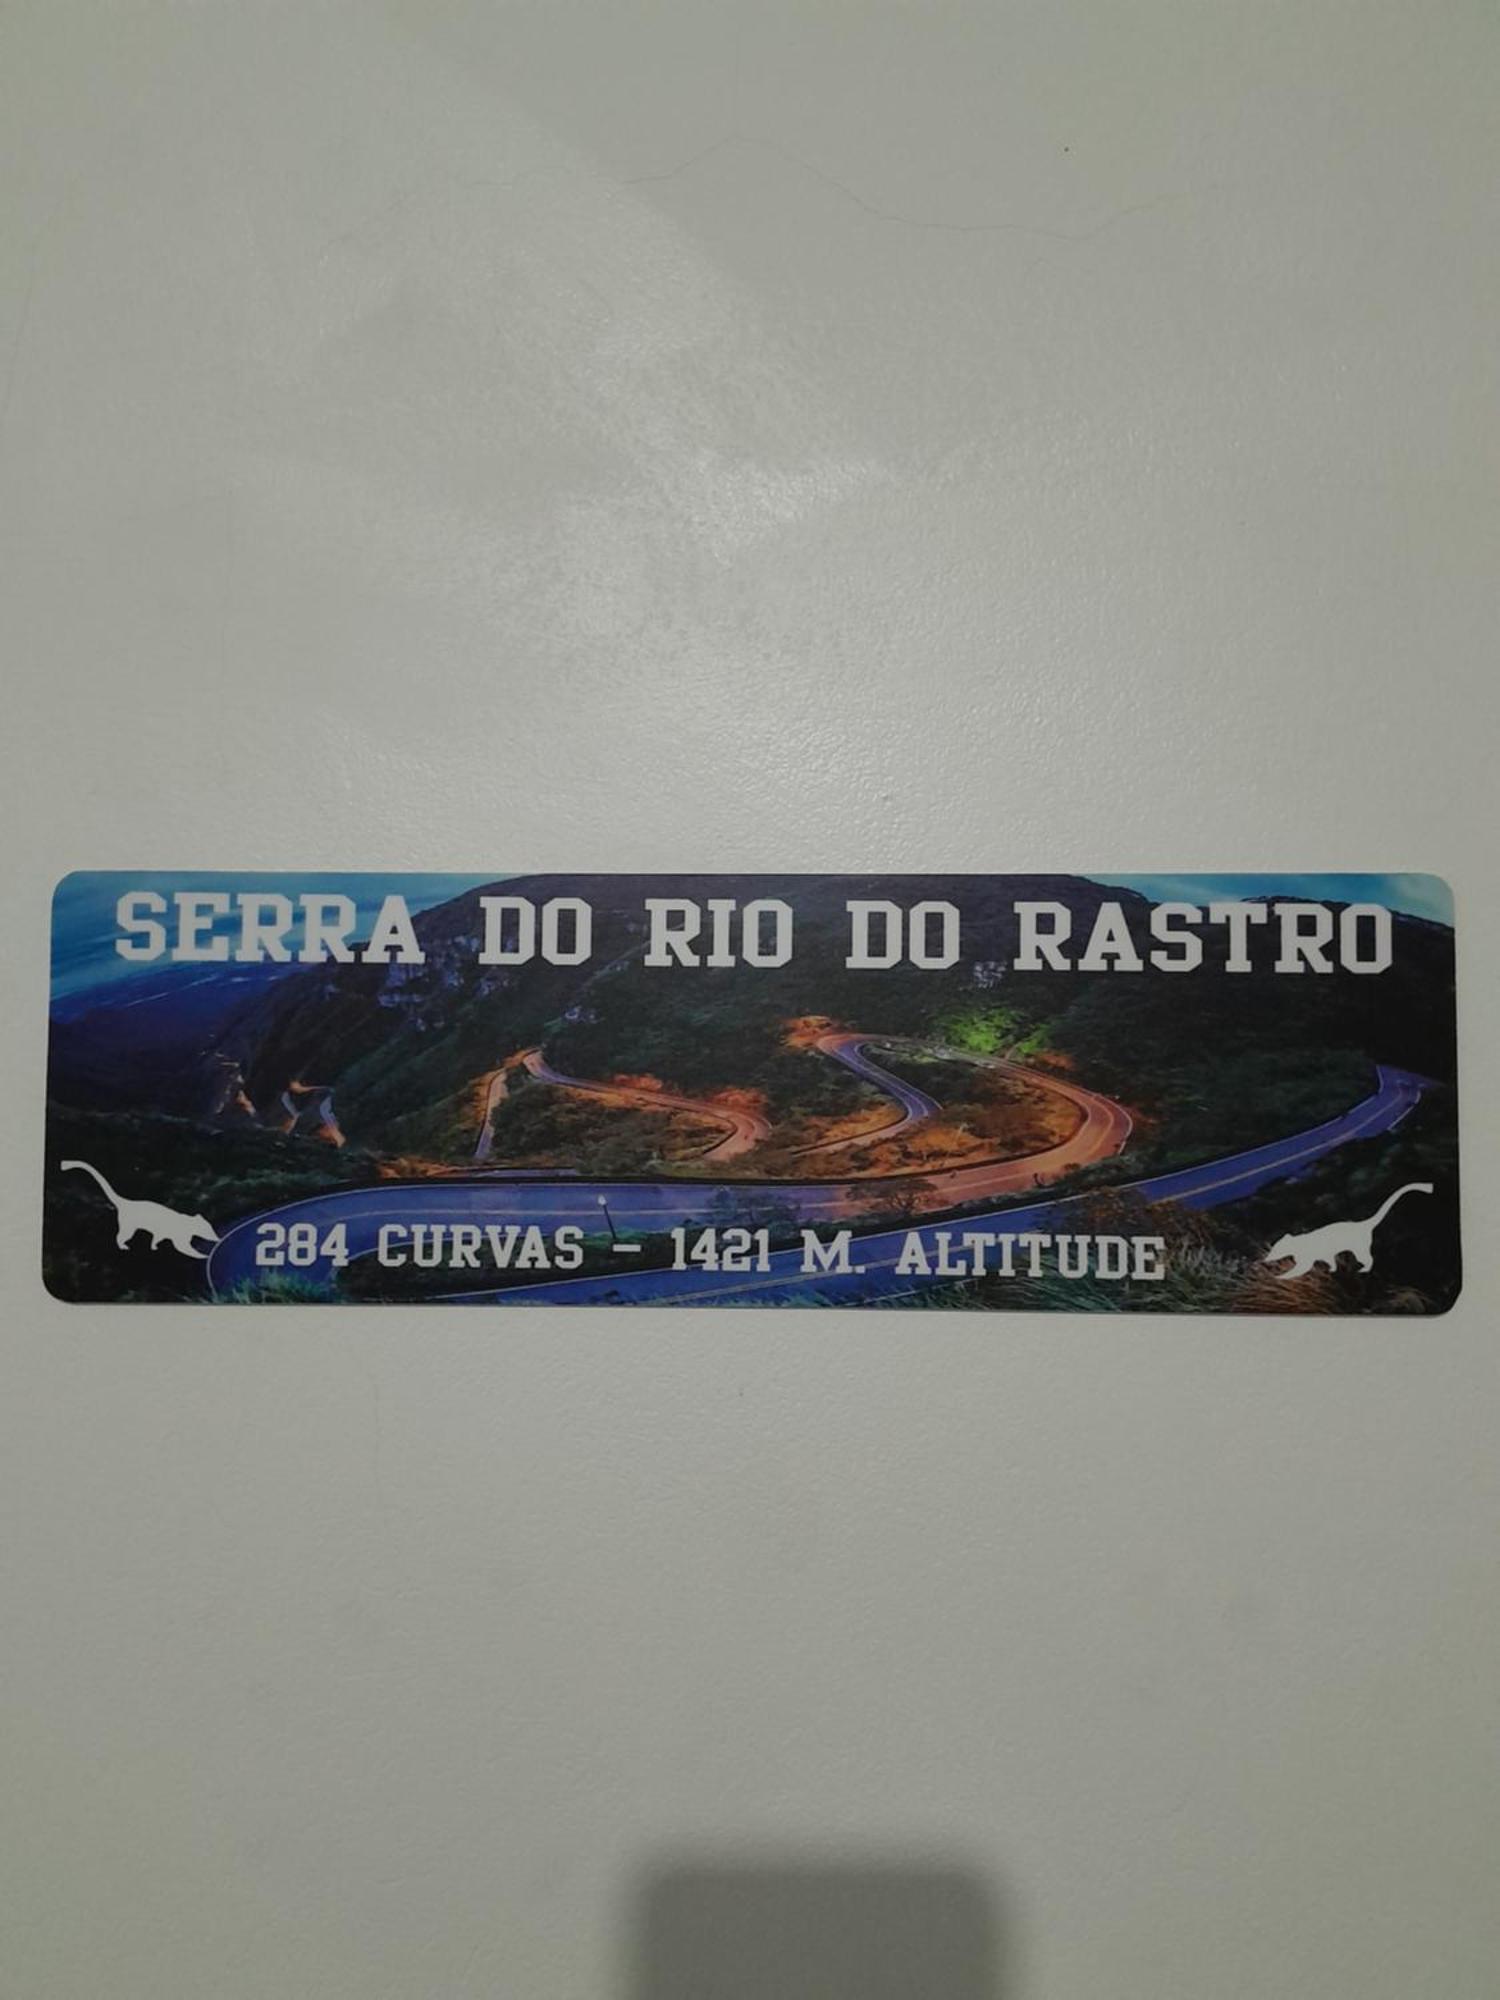 SERRA DO RIO DO RASTRO
284 CURVAS - 1421 M. ALTITUDE